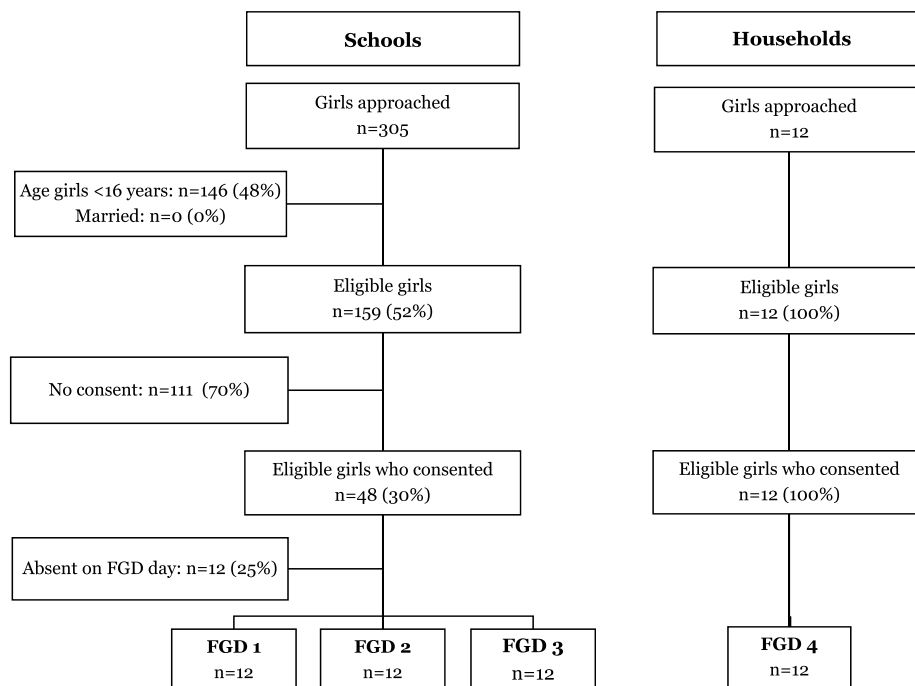 Schools
Households
Girls approached
n=305
Girls approached
n=12
Age girls <16 years: n=146 (48%)
Married: n=0 (0%)
Eligible girls
n=159 (52%)
Eligible girls
n=12 (100%)
No consent: n=111 (70%)
Eligible girls who consented
n=48 (30%)
Eligible girls who consented
n=12 (100%)
Absent on FGD day: n=12 (25%)
FGD 1
n=12
FGD 2
n=12
FGD 3
n=12
FGD 4
n=12